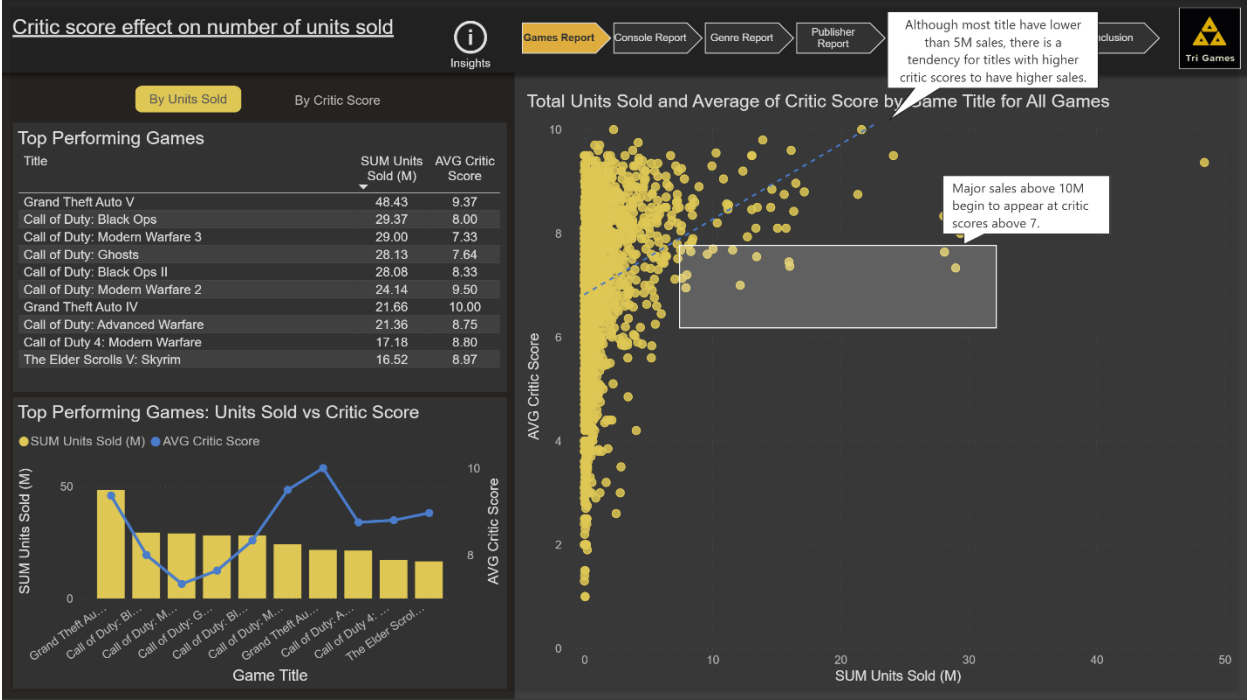 Critic score effect on number of units sold
Insights
Games Report
Console Report
Genre Report
Publisher
Report
Although most title have lower
than 5M sales, there is a
tendency for titles with higher
critic scores to have higher sales.
Tri Games
By Units Sold
By Critic Score
Top Performing Games
Title SUM Units Sold (M) AVG Critic Score
Grand Theft Auto V 48.43 9.37
Call of Duty: Black Ops 29.37 8.00
Call of Duty: Modern Warfare 3 29.00 7.33
Call of Duty: Ghosts 28.13 7.64
Call of Duty: Black Ops II 28.08 8.33
Call of Duty: Modern Warfare 2 24.14 9.50
Grand Theft Auto IV 21.66 10.00
Call of Duty: Advanced Warfare 21.36 8.75
Call of Duty 4: Modern Warfare 17.18 8.80
The Elder Scrolls V: Skyrim 16.52 8.97
Top Performing Games: Units Sold vs Critic Score
SUM Units Sold (M) AVG Critic Score
SUM Units Sold (M)
50
0
10
8
AVG Critic Score
Grand Theft Au...
Call of Duty: Bl...
Call of Duty: M...
Call of Duty: G...
Call of Duty: Bl...
Call of Duty: M...
Grand Theft Au...
Call of Duty: A...
Call of Duty 4: ...
The Elder Scrol...
Game Title
Total Units Sold and Average of Critic Score by Game Title for All Games
Major sales above 10M
begin to appear at critic
scores above 7.
AVG Critic Score
10
8
6
4
2
0
0 10 20 30 40 50
SUM Units Sold (M)